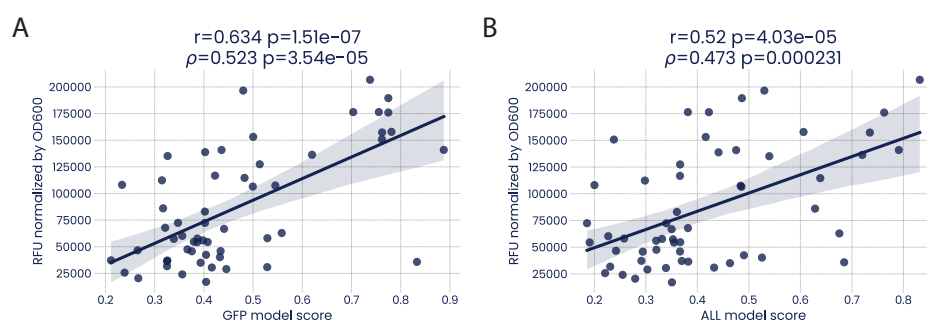 A
r=0.634 p=1.51e-07
ρ=0.523 p=3.54e-05
RFU normalized by OD600
200000
175000
150000
125000
100000
75000
50000
25000
0.2 0.3 0.4 0.5 0.6 0.7 0.8 0.9
GFP model score
B
r=0.52 p=4.03e-05
ρ=0.473 p=0.000231
RFU normalized by OD600
200000
175000
150000
125000
100000
75000
50000
25000
0.2 0.3 0.4 0.5 0.6 0.7 0.8
ALL model score